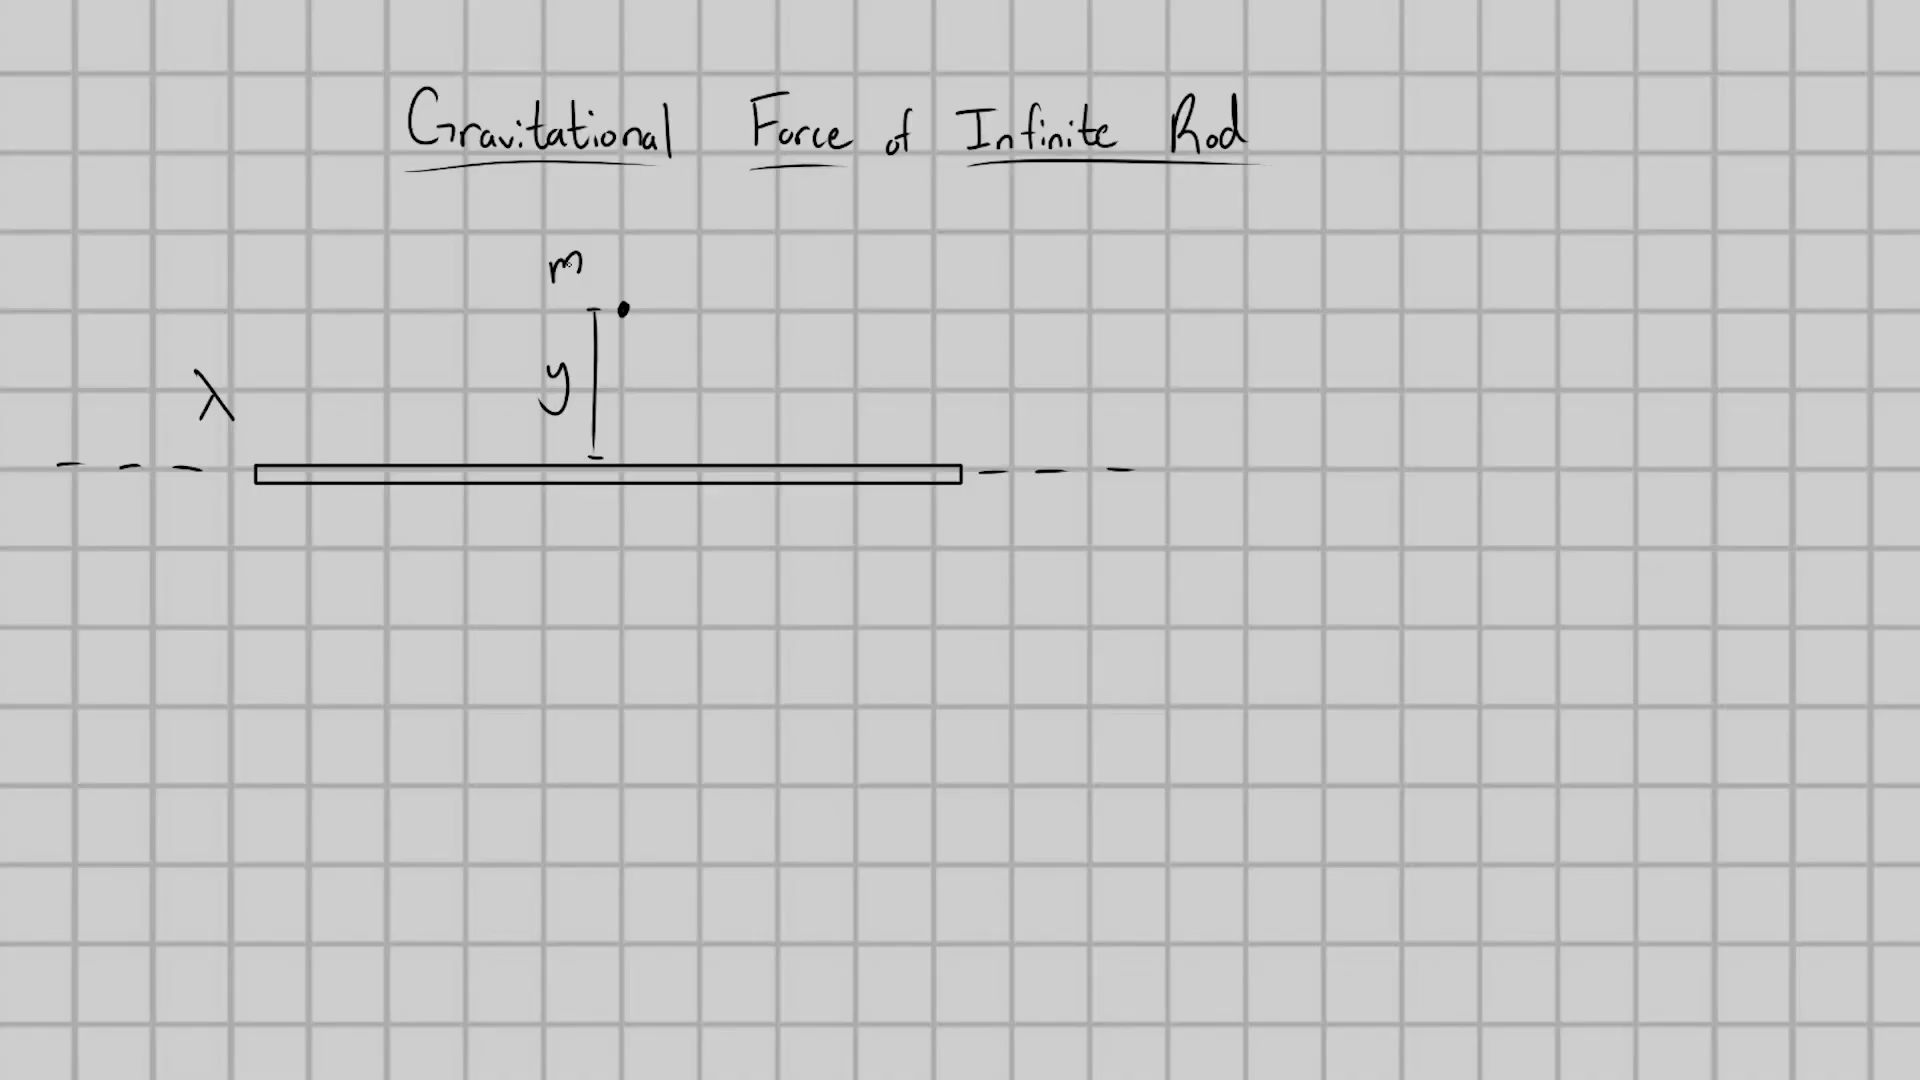 Gravitational Force of Infinite Rod
m
y
λ